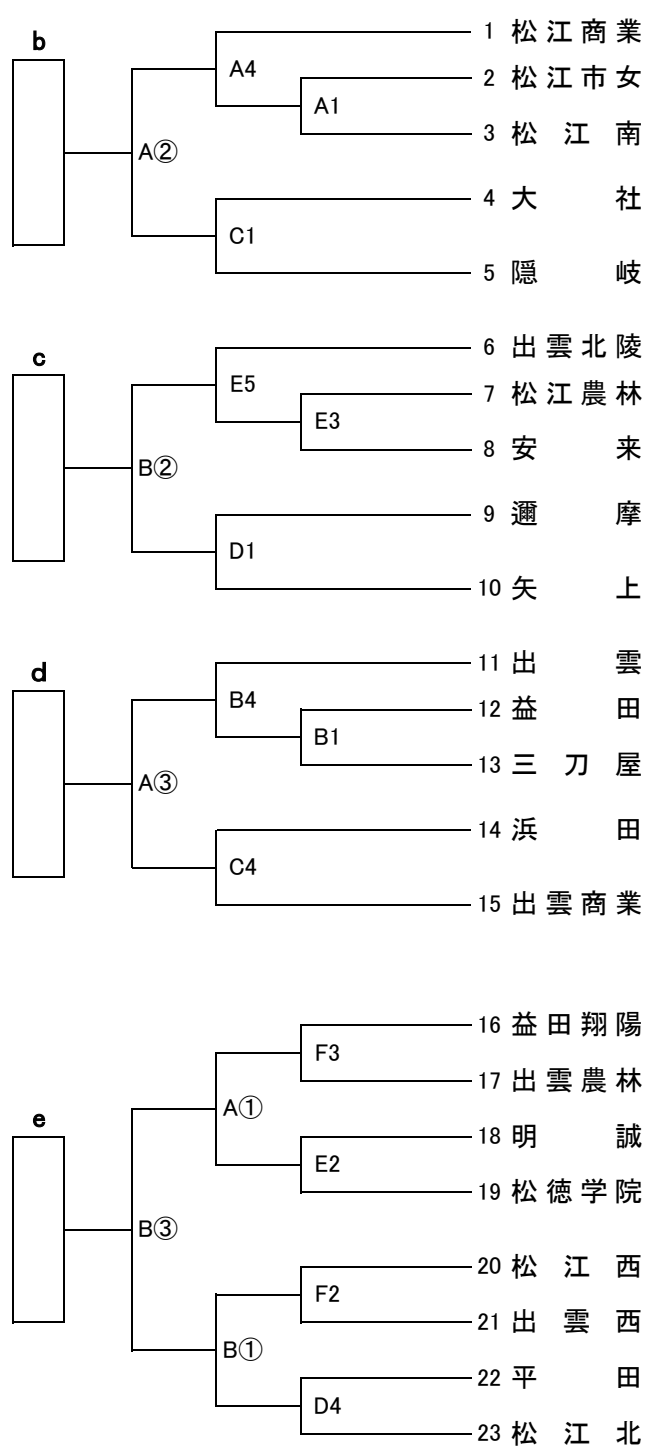 b
1 松江商業
A4
2 松江市女
A1
3 松江南
A②
4 大社
C1
5 隠岐
c
6 出雲北陵
E5
7 松江農林
E3
8 安来
B②
9 邇摩
D1
10 矢上
d
11 出雲
B4
12 益田
B1
13 三刀屋
A③
14 浜田
C4
15 出雲商業
e
16 益田翔陽
F3
17 出雲農林
A①
18 明誠
E2
19 松徳学院
B③
20 松江西
F2
21 出雲西
B①
22 平田
D4
23 松江北